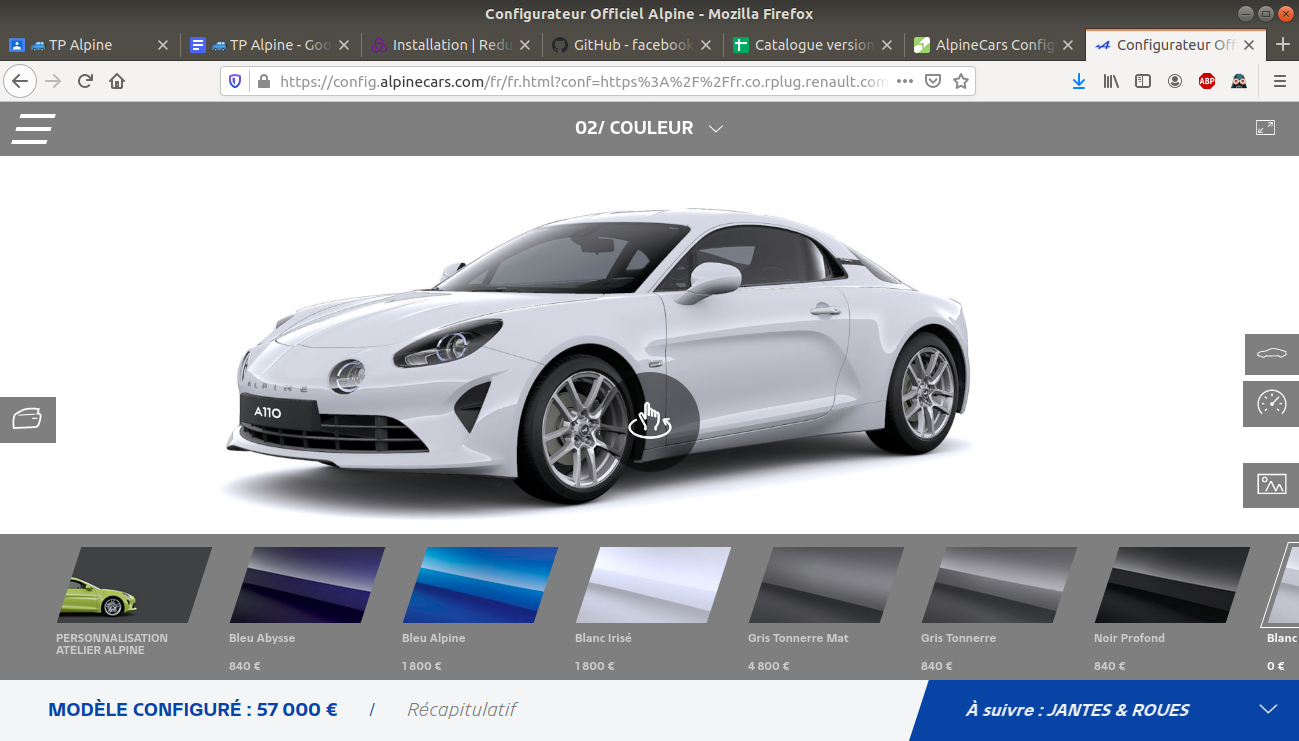 Configurateur Officiel Alpine - Mozilla Firefox
TP Alpine
TP Alpine - Goo
Installation | Redu
GitHub - facebook
Catalogue version
AlpineCars Config
Configurateur Off
https://config.alpinecars.com/fr/fr.html?conf=https%3A%2F%2Ffr.co.rplug.renault.com
ABP
02/ COULEUR
ALPINE
A110
PERSONNALISATION
ATELIER ALPINE
Bleu Abysse
840 €
Bleu Alpine
1 800 €
Blanc Irisé
1 800 €
Gris Tonnerre Mat
4 800 €
Gris Tonnerre
840 €
Noir Profond
840 €
Blanc
0 €
MODÈLE CONFIGURÉ : 57 000 € / Récapitulatif
À suivre : JANTES & ROUES